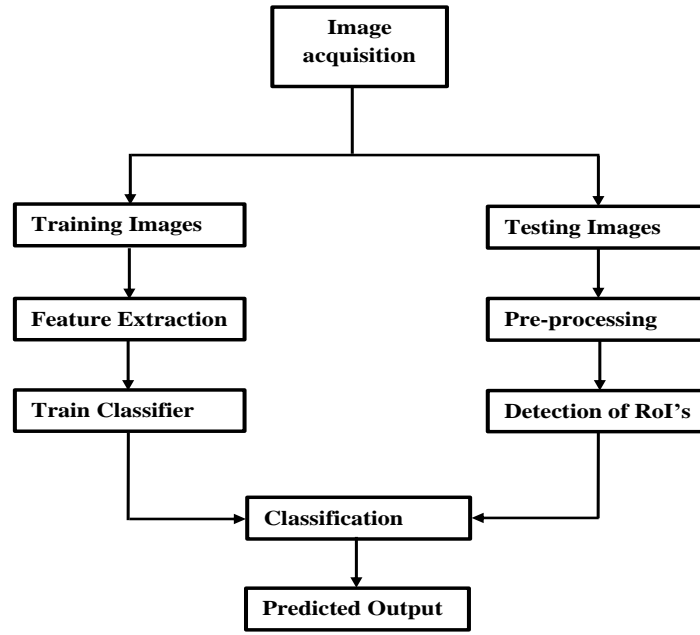 Image
acquisition
Training Images
Testing Images
Feature Extraction
Pre-processing
Train Classifier
Detection of RoI's
Classification
Predicted Output